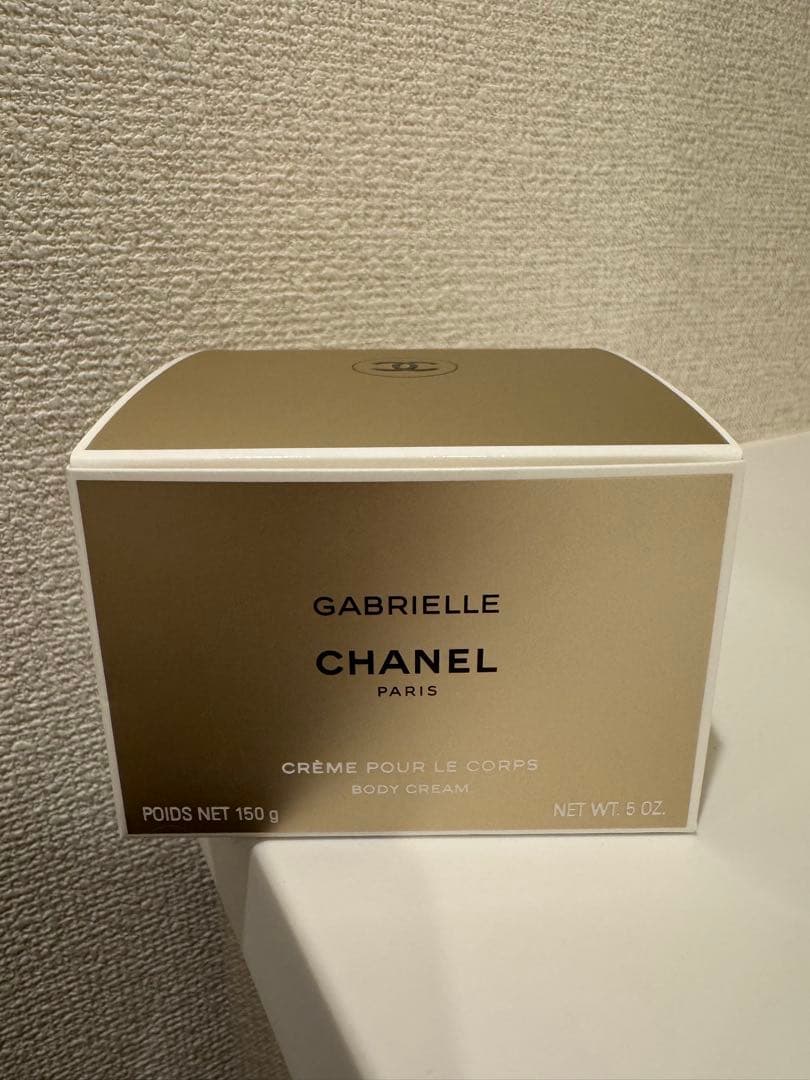 GABRIELLE
CHANEL
PARIS
CRÈME POUR LE CORPS
BODY CREAM
POIDS NET 150 g
NET WT. 5 OZ.